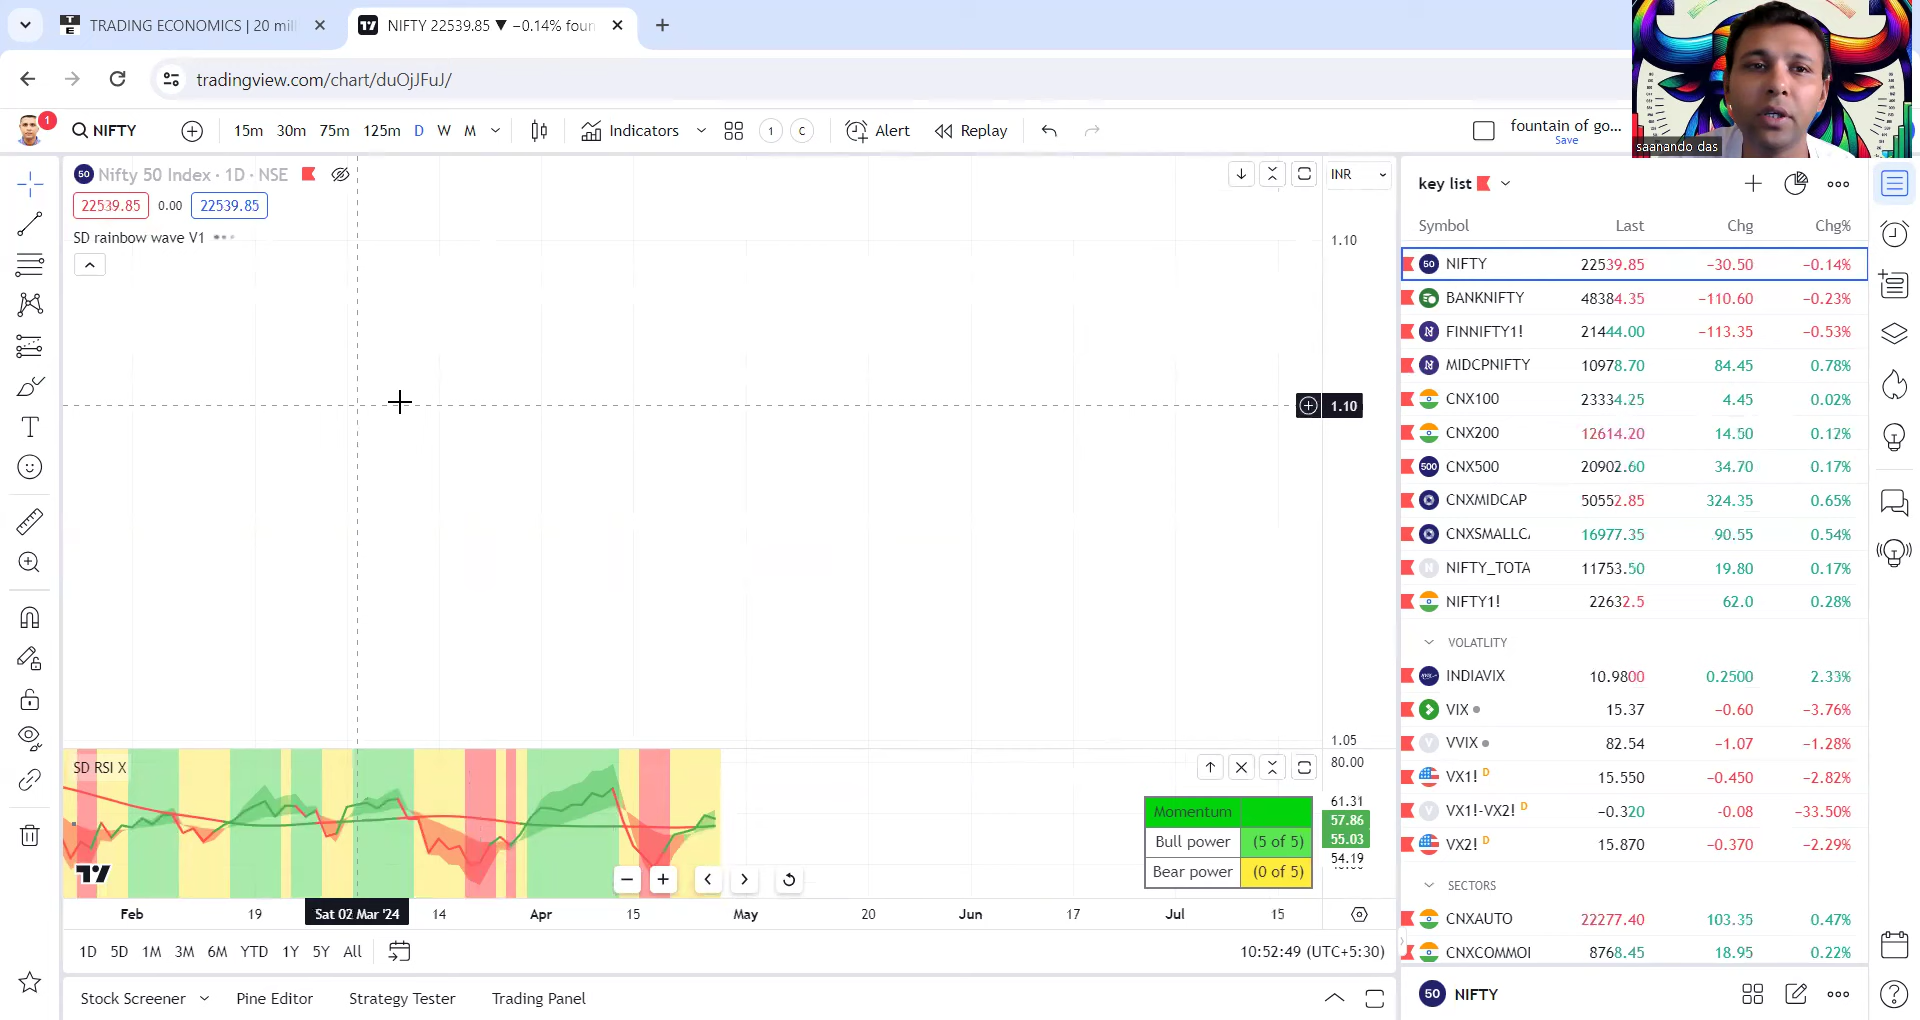 TRADING ECONOMICS | 20 mill
NIFTY 22539.85 ▼ −0.14% foun
tradingview.com/chart/duOjJFuJ/
saanando das
1
NIFTY
15m 30m 75m 125m D W M
Indicators
1 C
Alert
Replay
fountain of go...
Save
50 Nifty 50 Index · 1D · NSE
INR
22539.85 0.00 22539.85
SD rainbow wave V1
1.10
1.10
1.05
key list
Symbol Last Chg Chg%
50 NIFTY 22539.85 −30.50 −0.14%
BANKNIFTY 48384.35 −110.60 −0.23%
N FINNIFTY1! 21444.00 −113.35 −0.53%
N MIDCPNIFTY 10978.70 84.45 0.78%
CNX100 23334.25 4.45 0.02%
CNX200 12614.20 14.50 0.12%
500 CNX500 20902.60 34.70 0.17%
CNXMIDCAP 50552.85 324.35 0.65%
CNXSMALLC 16977.35 90.55 0.54%
N NIFTY_TOTA 11753.50 19.80 0.17%
NIFTY1! 22632.5 62.0 0.28%
VOLATLITY
INDIAVIX 10.9800 0.2500 2.33%
VIX 15.37 −0.60 −3.76%
V VVIX 82.54 −1.07 −1.28%
VX1! D 15.550 −0.450 −2.82%
V VX1!-VX2! D −0.320 −0.08 −33.50%
VX2! D 15.870 −0.370 −2.29%
SECTORS
CNXAUTO 22277.40 103.35 0.47%
CNXCOMMOI 8768.45 18.95 0.22%
SD RSI X
80.00
61.31
57.86
55.03
54.19
Momentum
Bull power (5 of 5)
Bear power (0 of 5)
Feb 19 Sat 02 Mar '24 14 Apr 15 May 20 Jun 17 Jul 15
1D 5D 1M 3M 6M YTD 1Y 5Y All
10:52:49 (UTC+5:30)
Stock Screener Pine Editor Strategy Tester Trading Panel
50 NIFTY